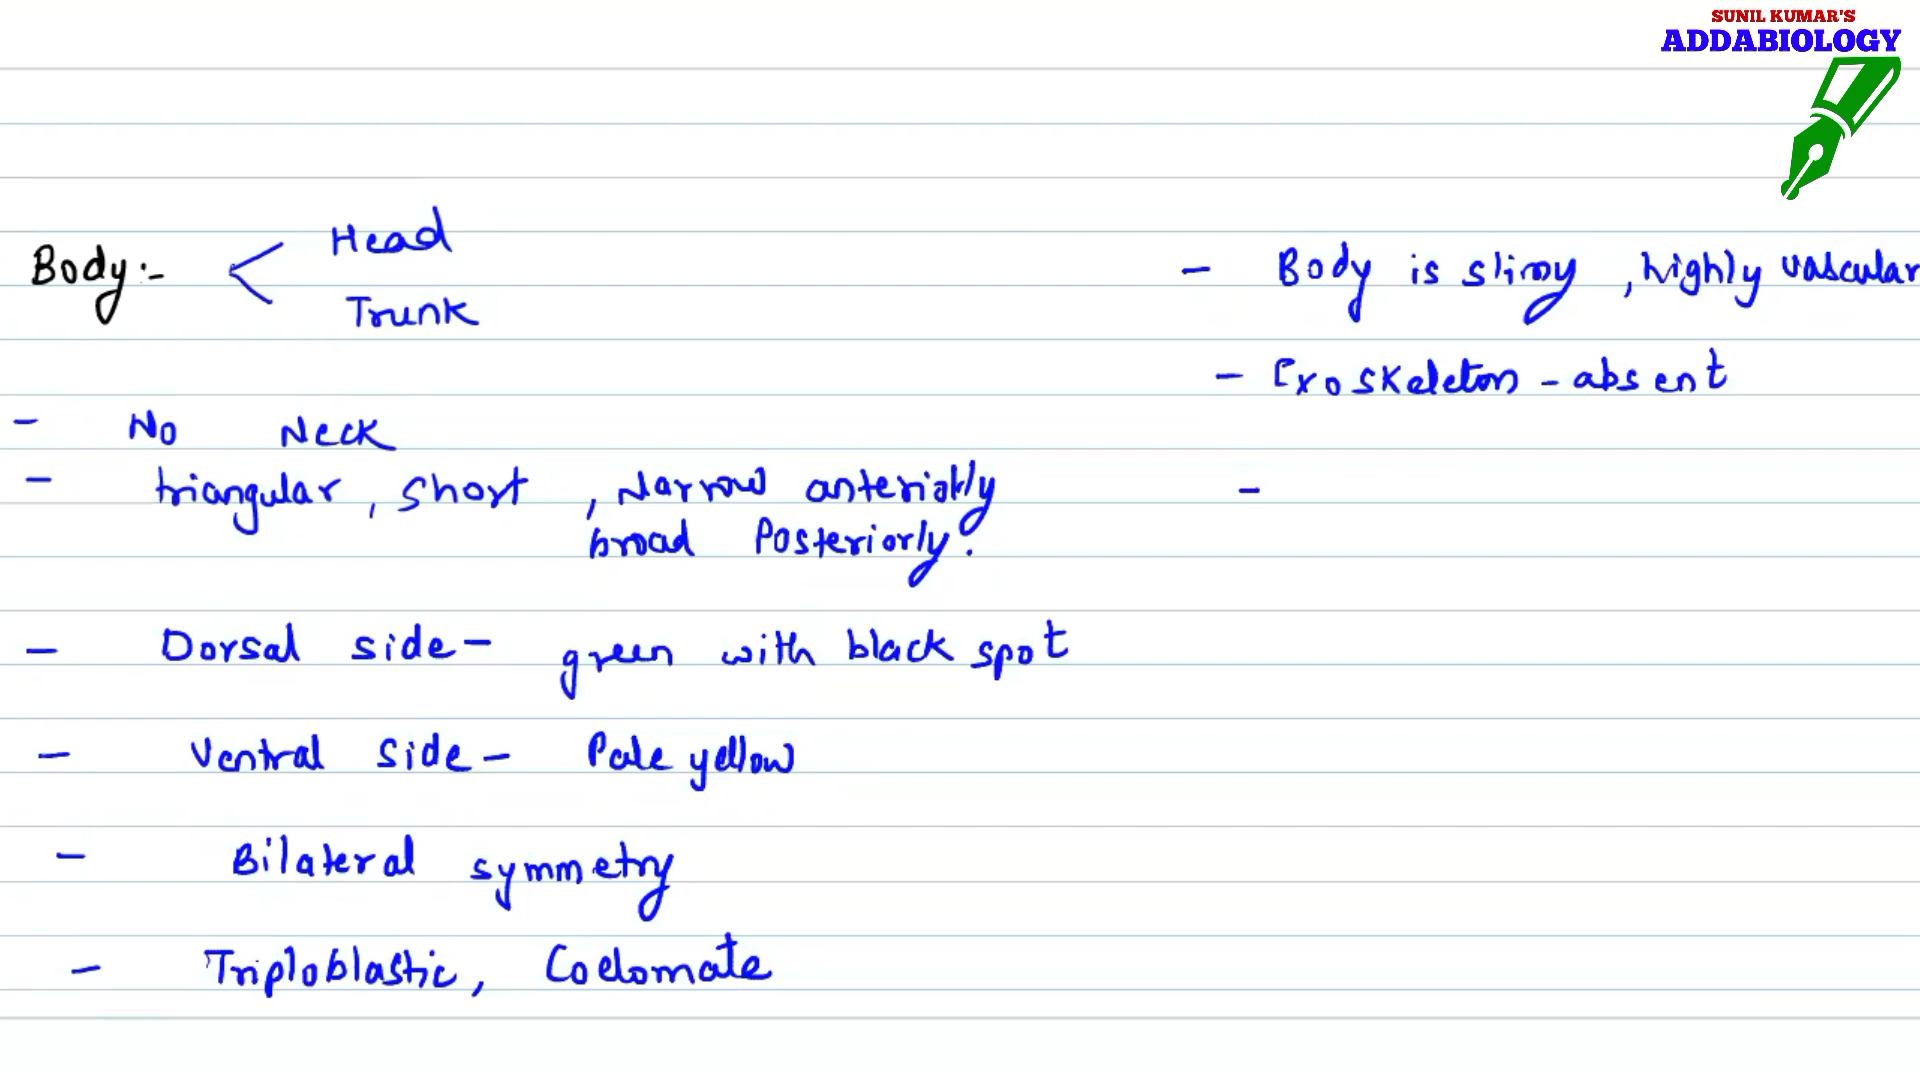 SUNIL KUMAR'S
ADDABIOLOGY
Body :-
Head
Trunk
- No Neck
- triangular, short, Narrow anteriorly
broad Posteriorly.
- Dorsal side - green with black spot
- Ventral side - Pale yellow
- Bilateral symmetry
- Triploblastic, Coelomate
- Body is slimy, highly vascular
- Exoskeleton - absent
-